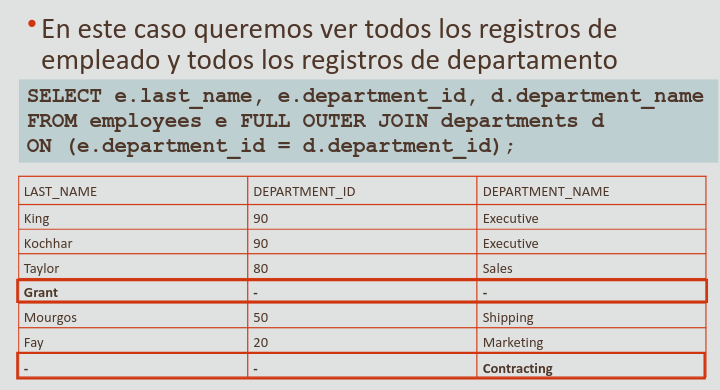 • En este caso queremos ver todos los registros de
empleado y todos los registros de departamento
SELECT e.last_name, e.department_id, d.department_name
FROM employees e FULL OUTER JOIN departments d
ON (e.department_id = d.department_id);
LAST_NAME DEPARTMENT_ID DEPARTMENT_NAME
King 90 Executive
Kochhar 90 Executive
Taylor 80 Sales
Grant - -
Mourgos 50 Shipping
Fay 20 Marketing
- - Contracting